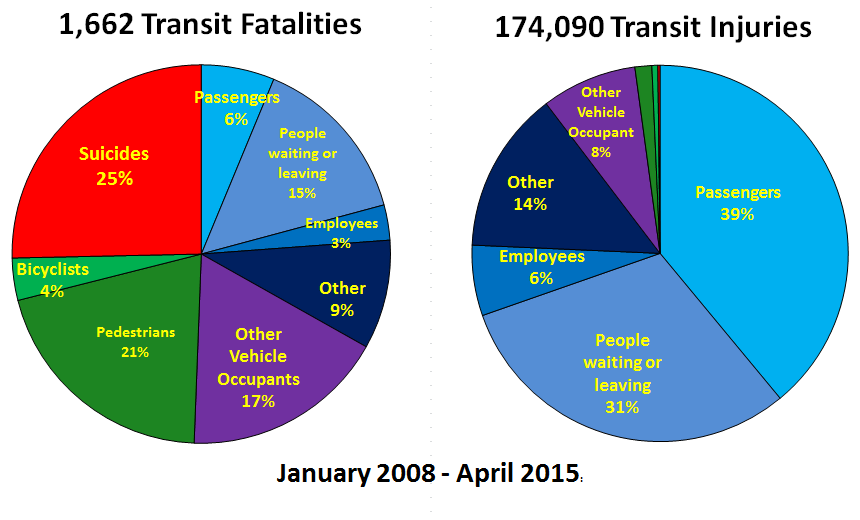 1,662 Transit Fatalities
Passengers
6%
People
waiting or
leaving
15%
Employees
3%
Other
9%
Other
Vehicle
Occupants
17%
Pedestrians
21%
Bicyclists
4%
Suicides
25%
174,090 Transit Injuries
Passengers
39%
People
waiting or
leaving
31%
Employees
6%
Other
14%
Other
Vehicle
Occupant
8%
January 2008 - April 2015: